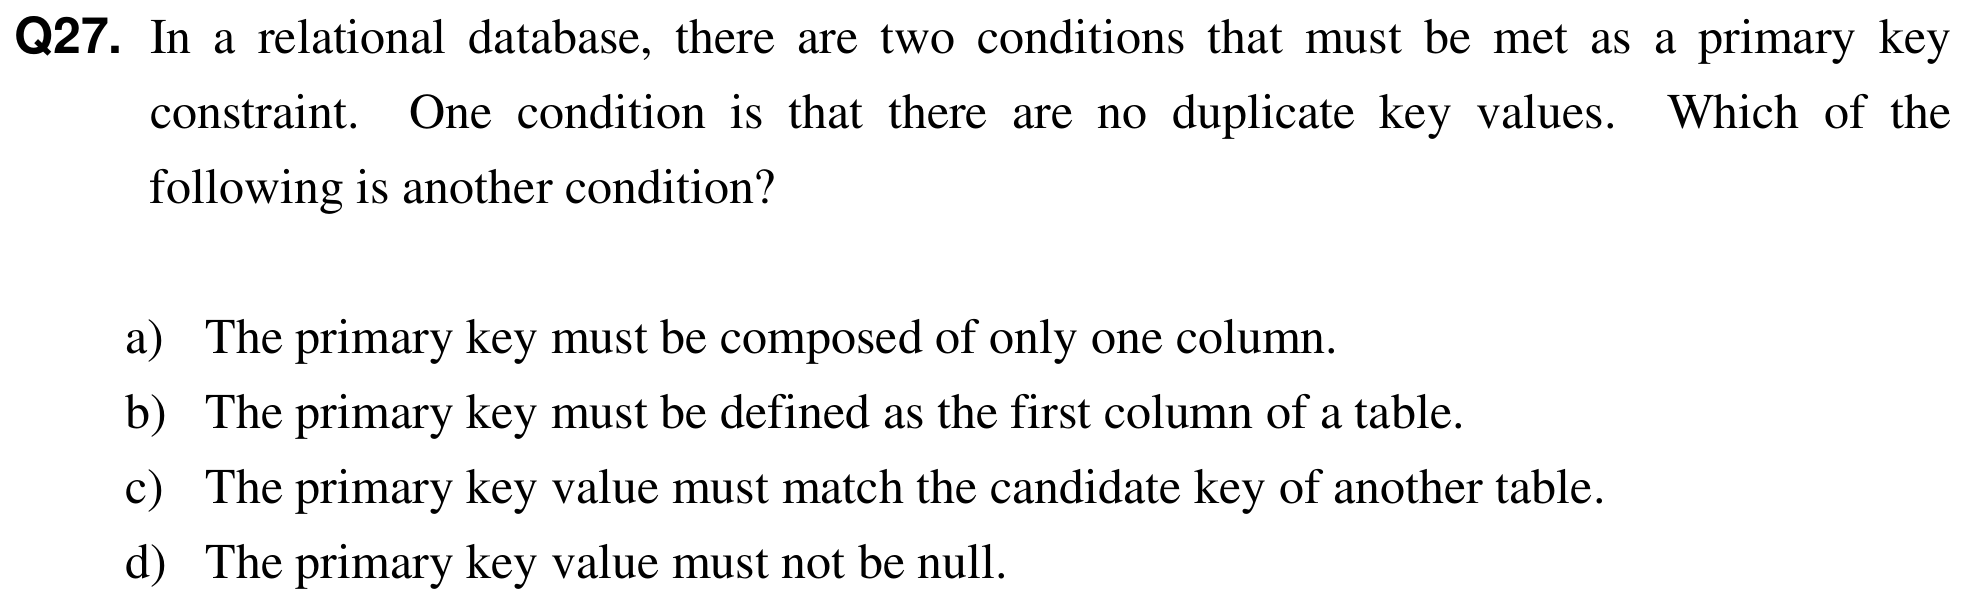 Q27. In a relational database, there are two conditions that must be met as a primary key
constraint. One condition is that there are no duplicate key values. Which of the
following is another condition?
a) The primary key must be composed of only one column.
b) The primary key must be defined as the first column of a table.
c) The primary key value must match the candidate key of another table.
d) The primary key value must not be null.